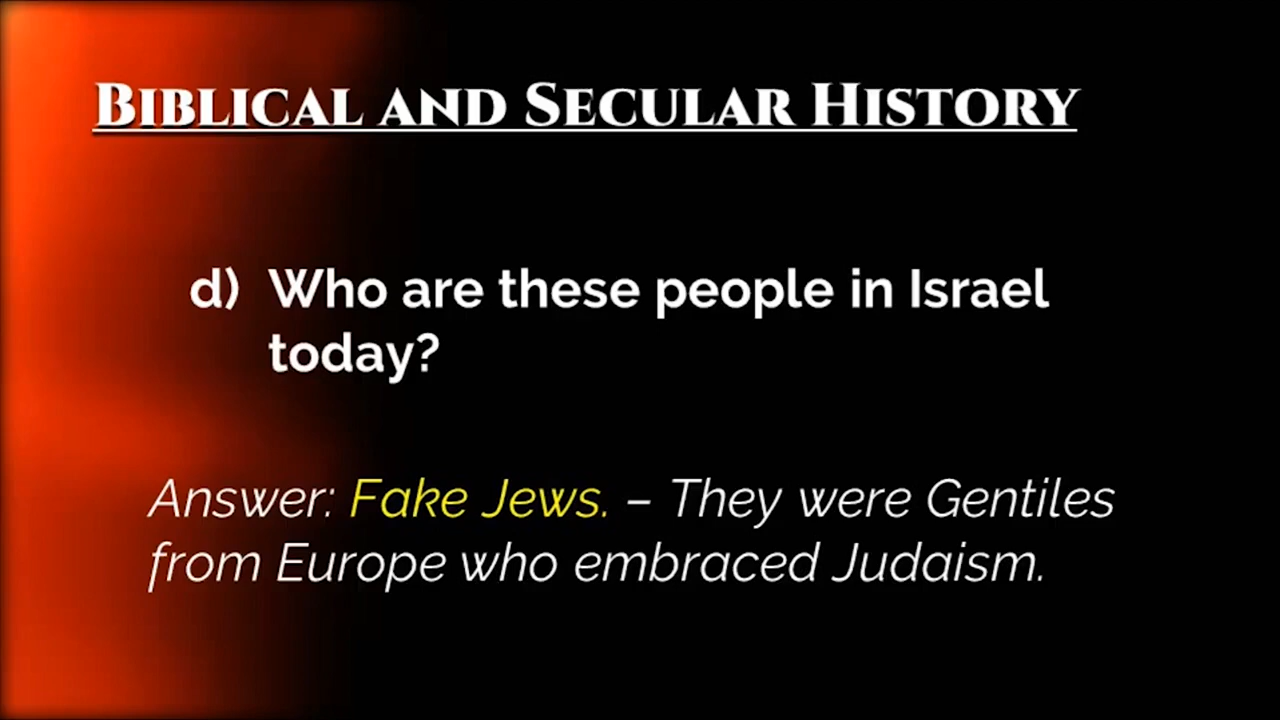 BIBLICAL AND SECULAR HISTORY
d) Who are these people in Israel
today?
Answer: Fake Jews. – They were Gentiles
from Europe who embraced Judaism.